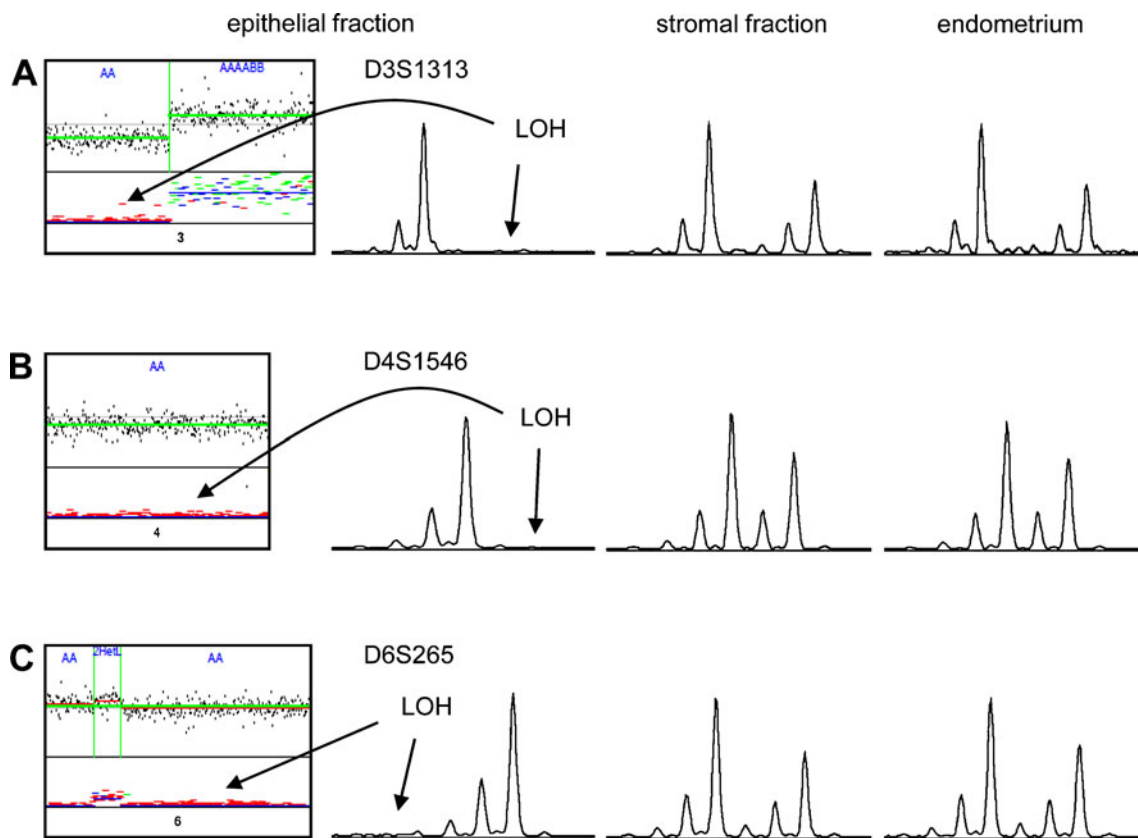 epithelial fraction stromal fraction endometrium
A
AA AAAABB
D3S1313
LOH
3
B
AA
D4S1546
LOH
4
C
AA 2HetL AA
D6S265
LOH
6